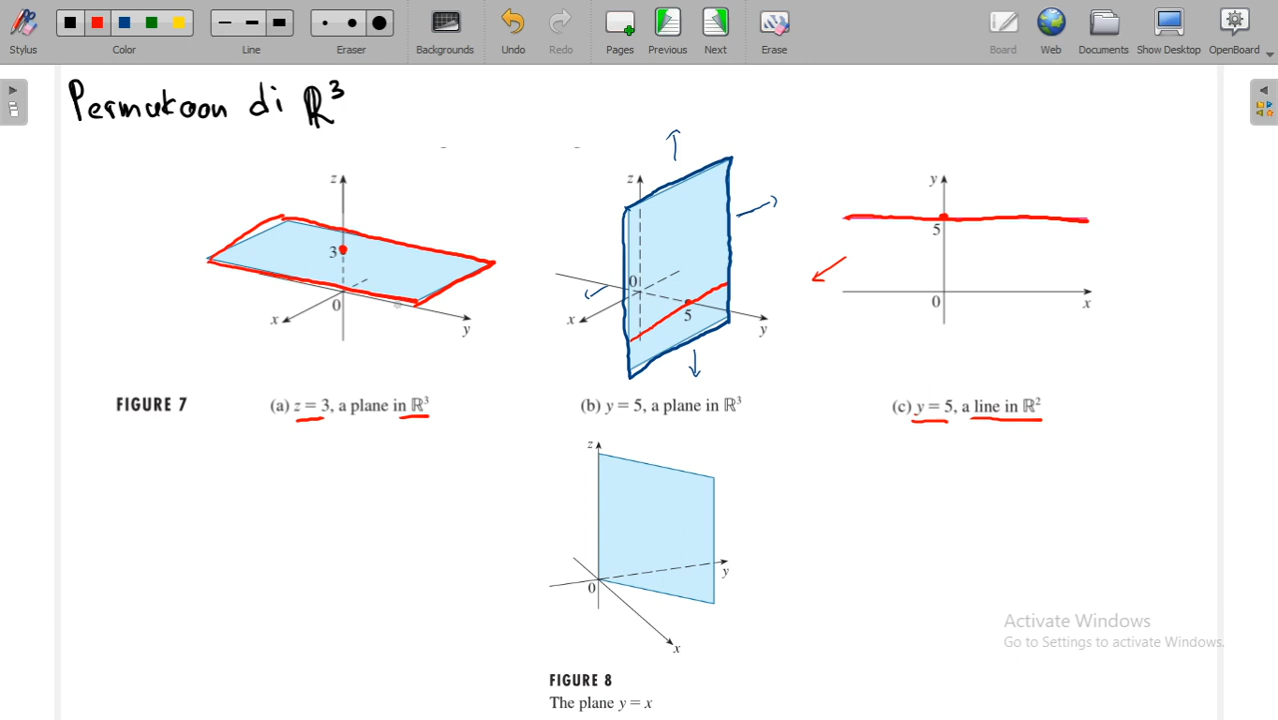 Stylus
Color
Line
Eraser
Backgrounds
Undo
Redo
Pages
Previous
Next
Erase
Board
Web
Documents
Show Desktop
OpenBoard
Permukaan di ℝ³
z
3
0
x
y
z
0
5
x
y
y
5
0
x
FIGURE 7
(a) z = 3, a plane in ℝ³
(b) y = 5, a plane in ℝ³
(c) y = 5, a line in ℝ²
z
0
y
x
Activate Windows
Go to Settings to activate Windows.
FIGURE 8
The plane y = x